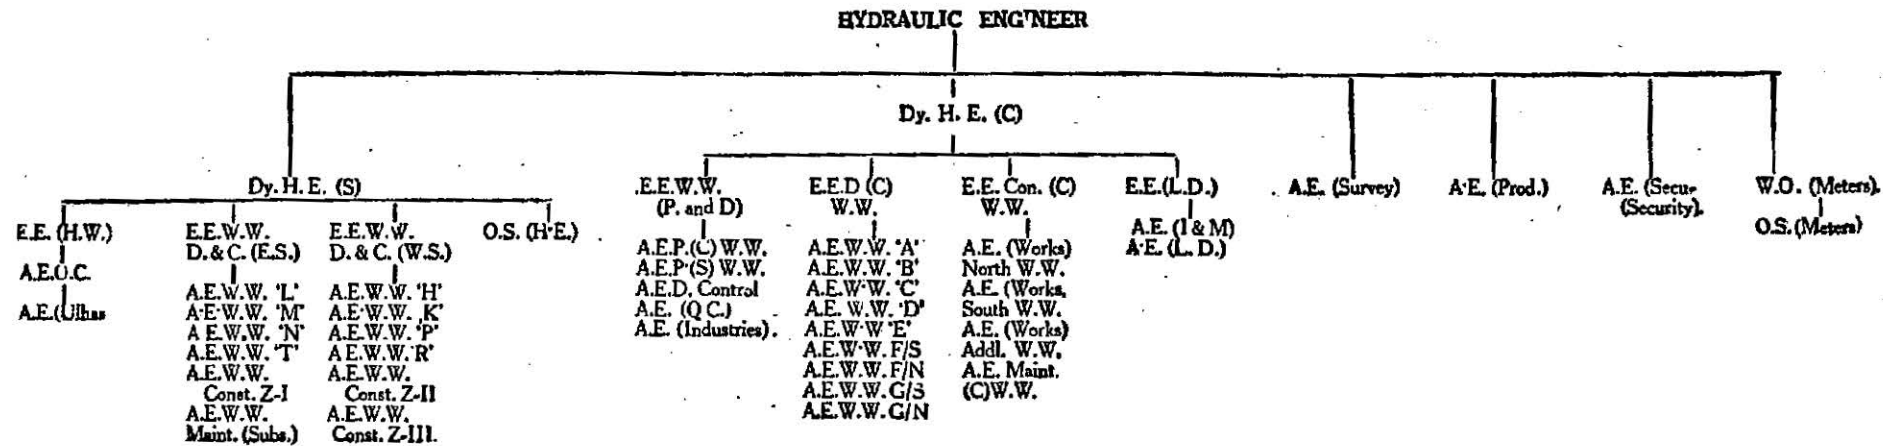 HYDRAULIC ENG'NEER
Dy. H. E. (C)
Dy. H. E. (S)
E.E. (H.W.)
A.E.O.C.
A.E.(Ulhas
E.E.W.W.
D. & C. (E.S.)
A.E.W.W. 'L'
A.E.W.W. 'M'
A E.W.W. 'N'
A.E.W.W. 'T'
A.E.W.W.
Const. Z-I
A.E.W.W.
Maint. (Subs.)
E.E.W.W.
D. & C. (W.S.)
A.E.W.W. 'H'
A.E.W.W. ,K'
A.E.W.W. 'P'
A E.W.W. 'R'
A.E.W.W.
Const. Z-II
A.E.W.W.
Const. Z-III.
O.S. (H.E.)
.E.E.W.W.
(P. and D)
A.E.P.(C) W.W.
A.E.P.(S) W.W.
A.E.D. Control
A.E. (Q C.)
A.E. (Industries).
E.E.D (C)
W.W.
A.E.W.W. 'A'
A.E.W.W. 'B'
A.E.W.W. 'C'
A.E. W.W. 'D'
A.E.W.W 'E'
A.E.W.W. F/S
A.E.W.W. F/N
A.E.W.W. G/S
A.E.W.W. G/N
E.E. Con. (C)
W.W.
A.E. (Works)
North W.W.
A.E. (Works,
South W.W.
A.E. (Works)
Addl. W.W.
A.E. Maint.
(C)W.W.
E.E.(L.D.)
A.E. (I & M)
A.E. (L. D.)
A.E. (Survey)
A.E. (Prod.)
A.E. (Secur-
(Security).
W.O. (Meters).
O.S. (Meters)